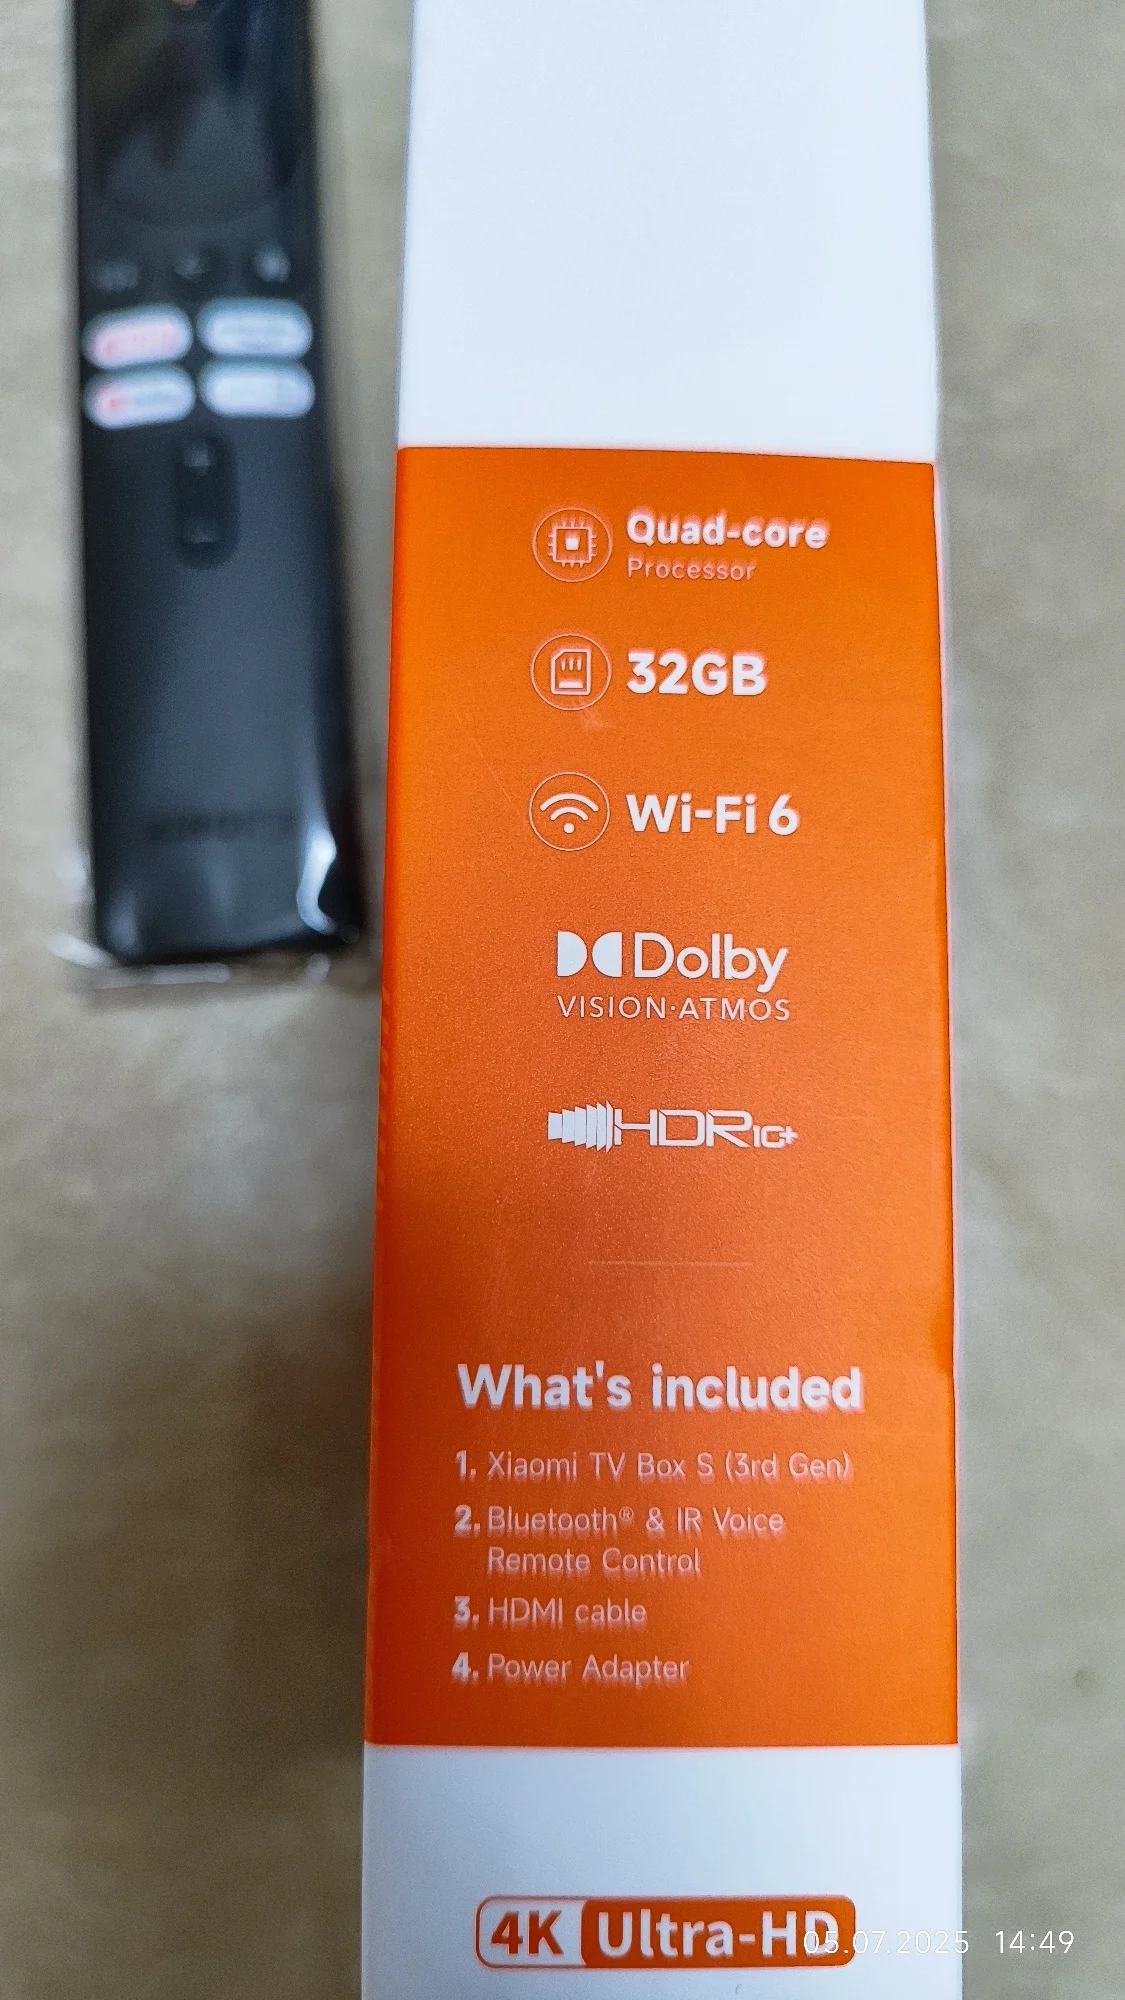 Quad-core
Processor
32GB
Wi-Fi 6
Dolby
VISION·ATMOS
HDR10+
What's included
1. Xiaomi TV Box S (3rd Gen)
2. Bluetooth® & IR Voice
Remote Control
3. HDMI cable
4. Power Adapter
4K Ultra-HD
05.07.2025 14:49